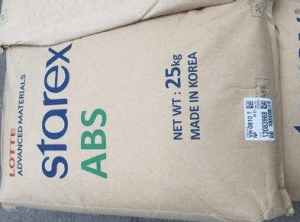 LOTTE
ADVANCED MATERIALS
starex
ABS
NET WT : 25kg
MADE IN KOREA